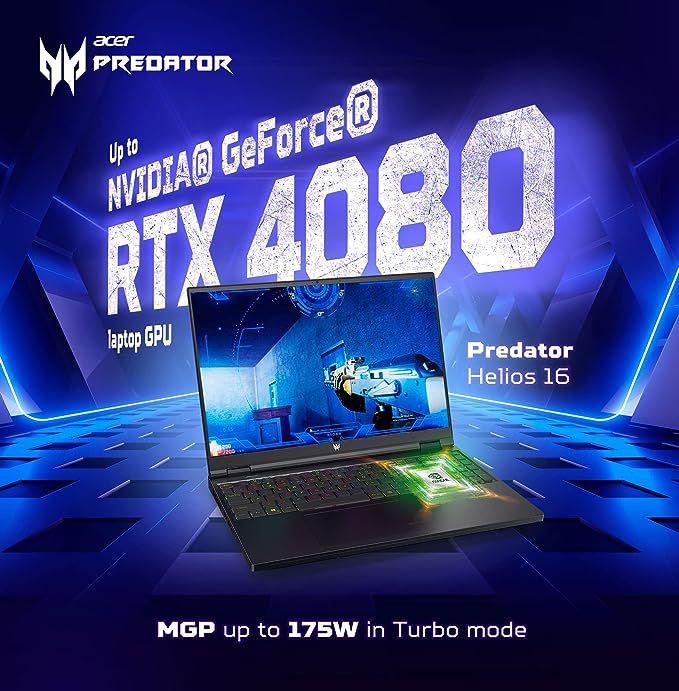 acer
PREDATOR
Up to
NVIDIA® GeForce®
RTX 4080
laptop GPU
Predator
Helios 16
MGP up to 175W in Turbo mode